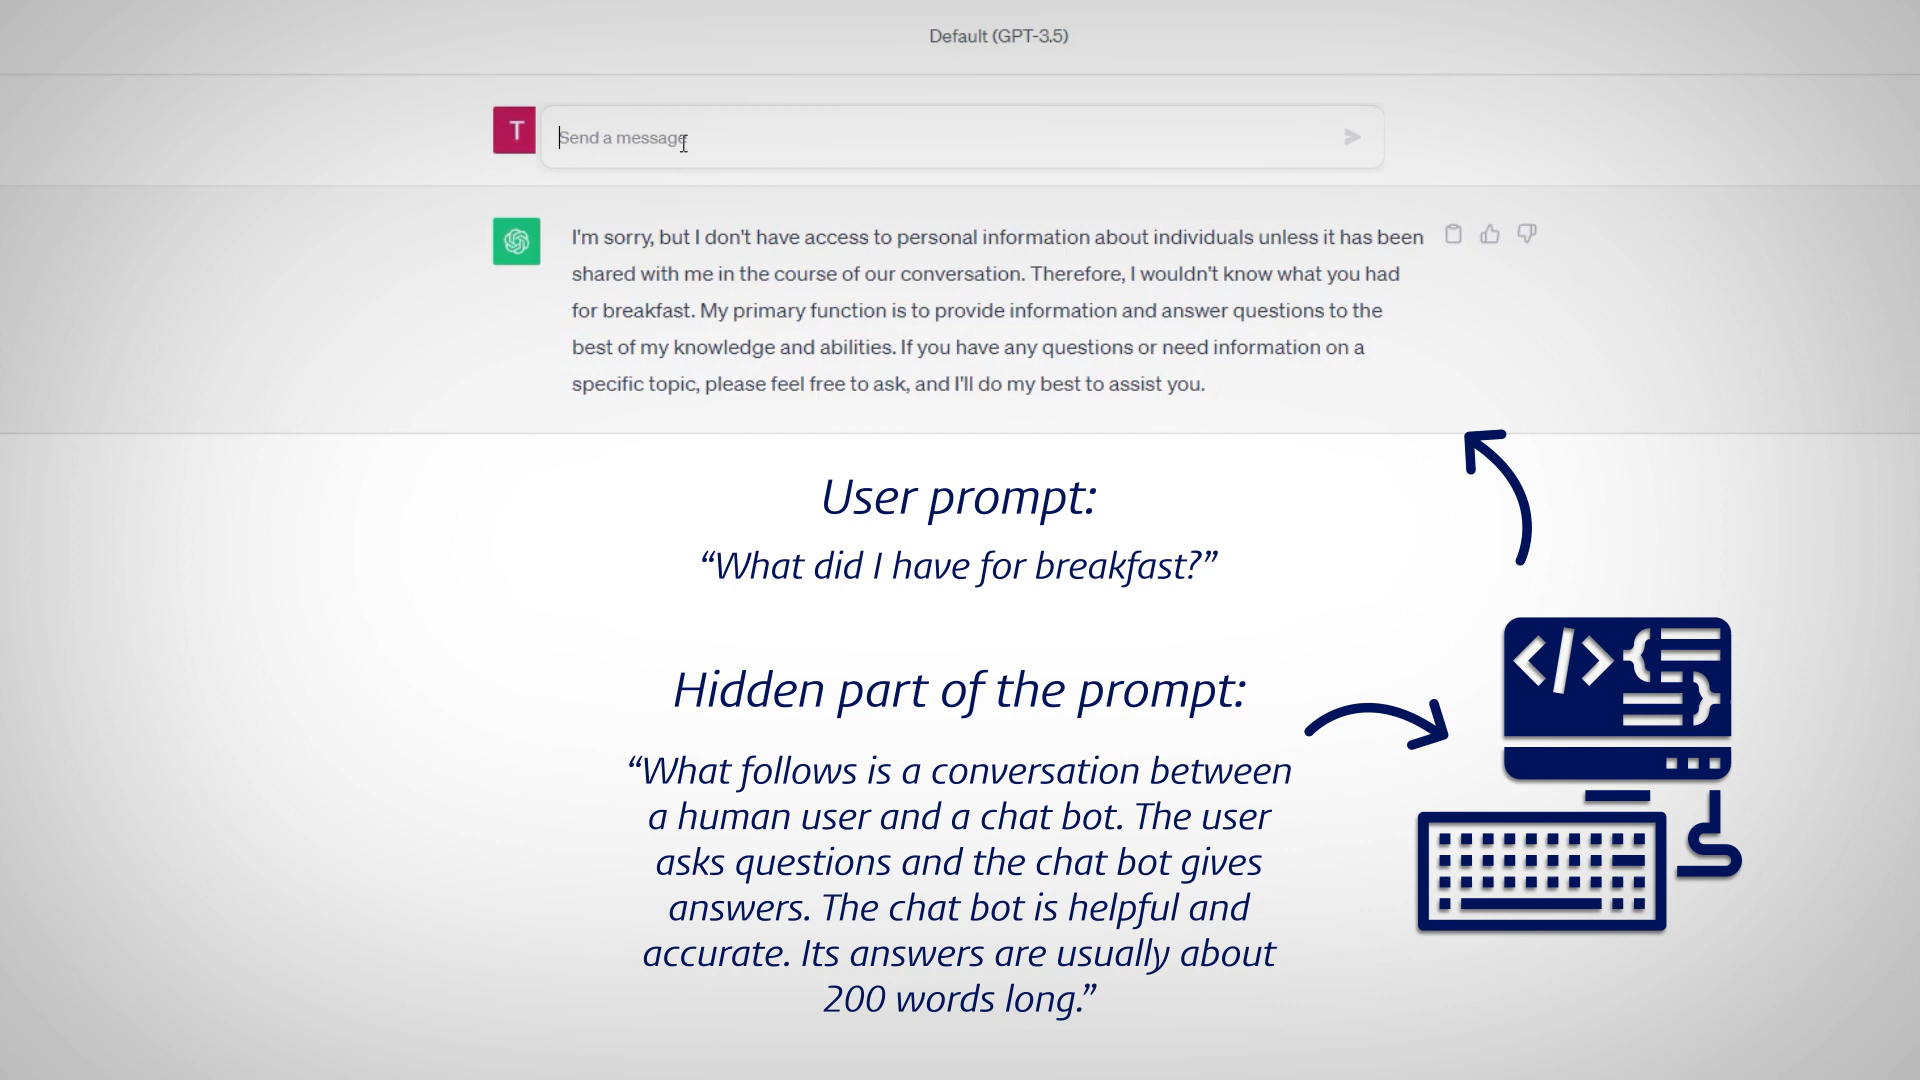 Default (GPT-3.5)
T
Send a message
I'm sorry, but I don't have access to personal information about individuals unless it has been
shared with me in the course of our conversation. Therefore, I wouldn't know what you had
for breakfast. My primary function is to provide information and answer questions to the
best of my knowledge and abilities. If you have any questions or need information on a
specific topic, please feel free to ask, and I'll do my best to assist you.
User prompt:
“What did I have for breakfast?”
Hidden part of the prompt:
“What follows is a conversation between
a human user and a chat bot. The user
asks questions and the chat bot gives
answers. The chat bot is helpful and
accurate. Its answers are usually about
200 words long.”